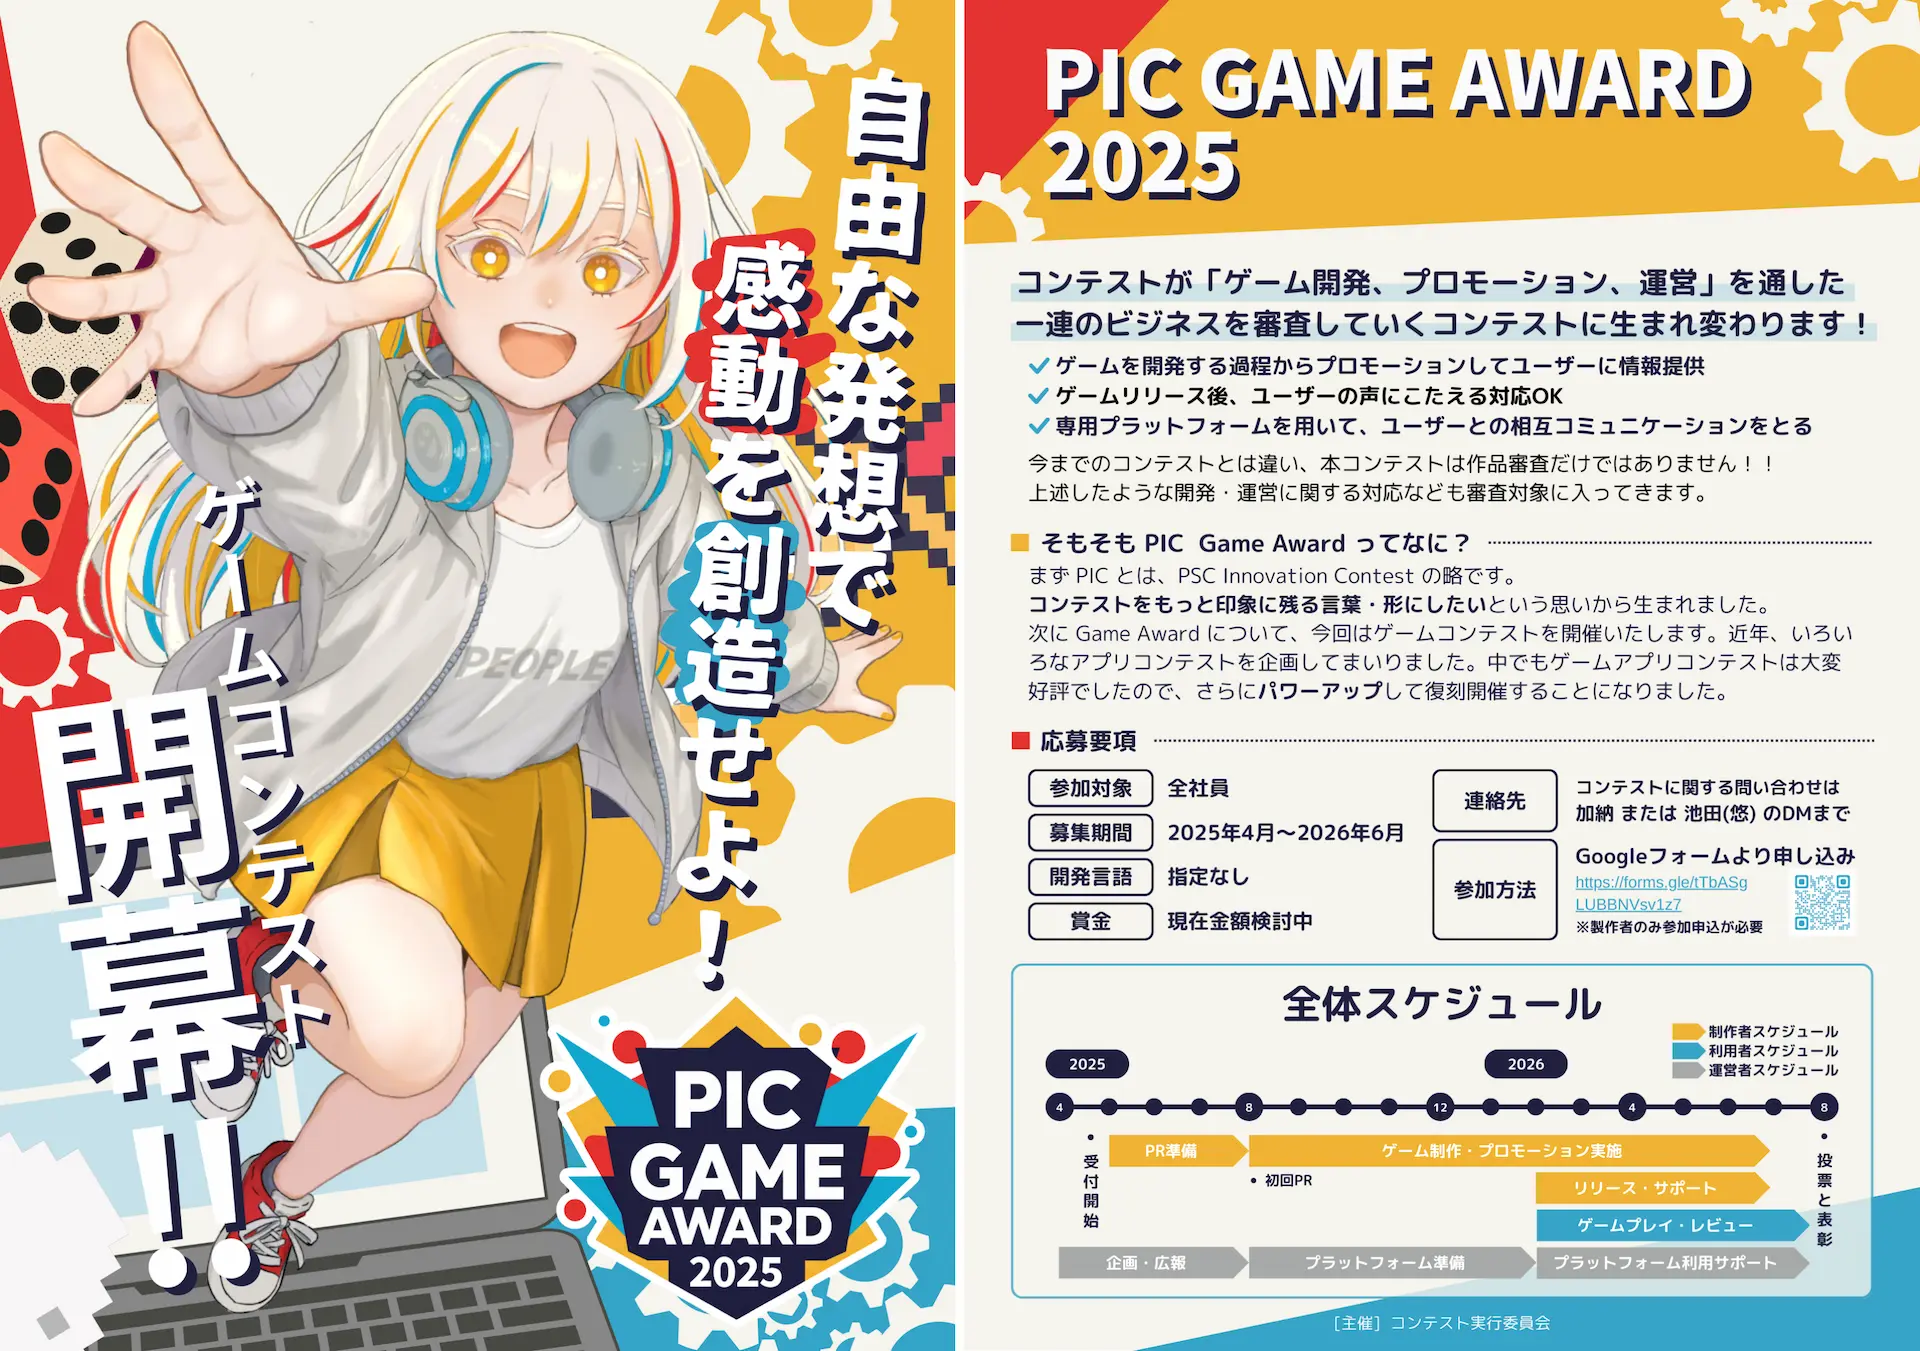 自由な発想で
感動を創造せよ！
ゲームコンテスト
開幕!!
PEOPLE
PIC
GAME
AWARD
2025
PIC GAME AWARD
2025
コンテストが「ゲーム開発、プロモーション、運営」を通した
一連のビジネスを審査していくコンテストに生まれ変わります！
ゲームを開発する過程からプロモーションしてユーザーに情報提供
ゲームリリース後、ユーザーの声にこたえる対応OK
専用プラットフォームを用いて、ユーザーとの相互コミュニケーションをとる
今までのコンテストとは違い、本コンテストは作品審査だけではありません！！
上述したような開発・運営に関する対応なども審査対象に入ってきます。
そもそも PIC Game Award ってなに？
まず PIC とは、PSC Innovation Contest の略です。
コンテストをもっと印象に残る言葉・形にしたいという思いから生まれました。
次に Game Award について、今回はゲームコンテストを開催いたします。近年、いろい
ろなアプリコンテストを企画してまいりました。中でもゲームアプリコンテストは大変
好評でしたので、さらにパワーアップして復刻開催することになりました。
応募要項
参加対象 全社員
募集期間 2025年4月〜2026年6月
開発言語 指定なし
賞金 現在金額検討中
連絡先
コンテストに関する問い合わせは
加納 または 池田(悠) のDMまで
参加方法
Googleフォームより申し込み
https://forms.gle/tTbASg
LUBBNVsv1z7
※製作者のみ参加申込が必要
全体スケジュール
制作者スケジュール
利用者スケジュール
運営者スケジュール
2025
2026
4 8 12 4 8
・受付開始
PR準備
ゲーム制作・プロモーション実施
・初回PR
リリース・サポート
ゲームプレイ・レビュー
企画・広報
プラットフォーム準備
プラットフォーム利用サポート
・投票と表彰
［主催］コンテスト実行委員会